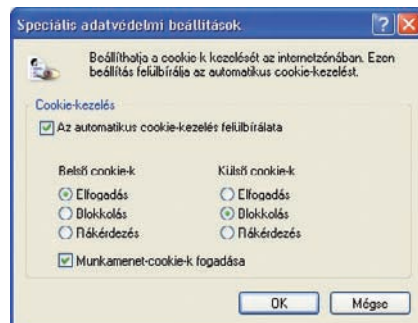 Speciális adatvédelmi beállítások
Beállíthatja a cookie-k kezelését az internetzónában. Ezen
beállítás felülbírálja az automatikus cookie-kezelést.
Cookie-kezelés
Az automatikus cookie-kezelés felülbírálata
Belső cookie-k Külső cookie-k
Elfogadás Elfogadás
Blokkolás Blokkolás
Rákérdezés Rákérdezés
Munkamenet-cookie-k fogadása
OK Mégse